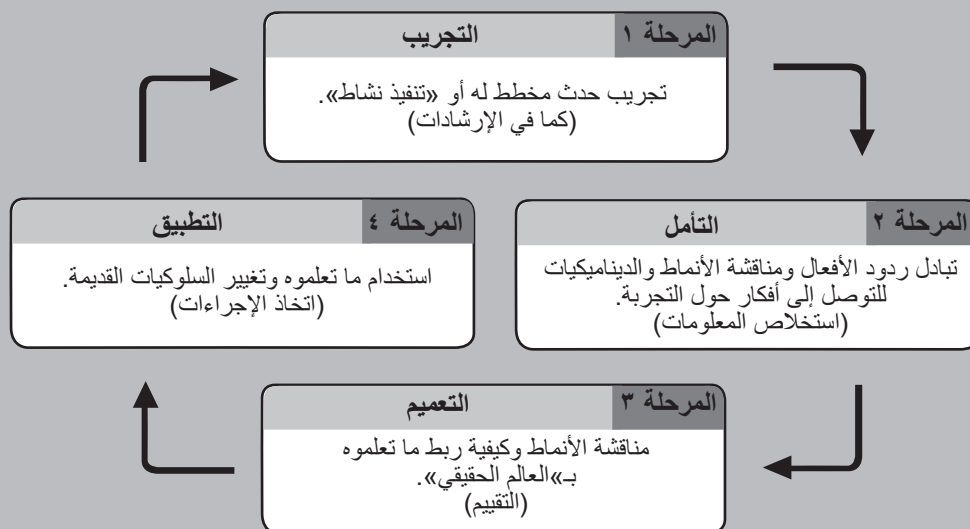 المرحلة ١ التجريب
تجريب حدث مخطط له أو «تنفيذ نشاط».
(كما في الإرشادات)
المرحلة ٢ التأمل
تبادل ردود الأفعال ومناقشة الأنماط والديناميكيات
للتوصل إلى أفكار حول التجربة.
(استخلاص المعلومات)
المرحلة ٣ التعميم
مناقشة الأنماط وكيفية ربط ما تعلموه
بـ»العالم الحقيقي».
(التقييم)
المرحلة ٤ التطبيق
استخدام ما تعلموه وتغيير السلوكيات القديمة.
(اتخاذ الإجراءات)